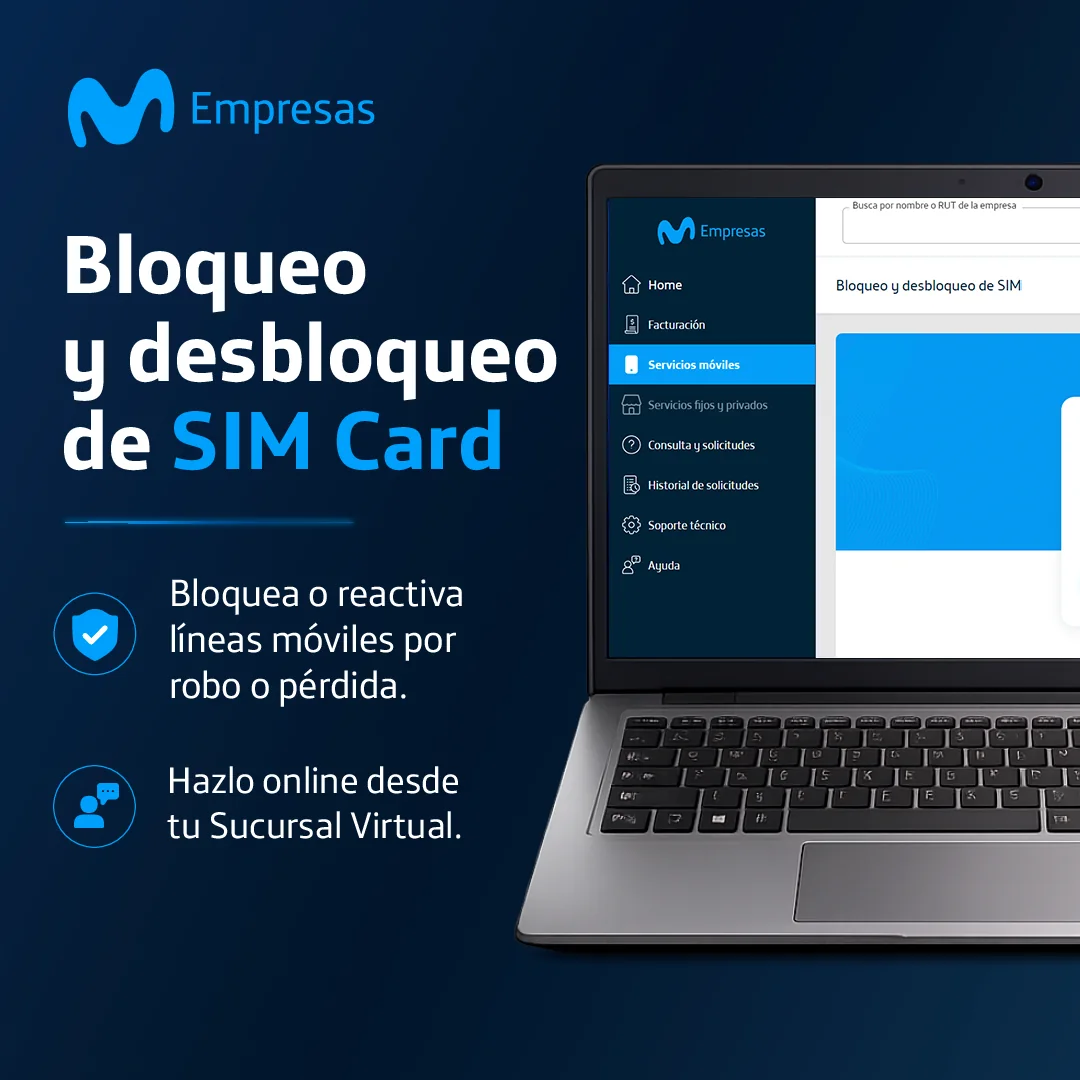 Empresas
Bloqueo
y desbloqueo
de SIM Card
Bloquea o reactiva
líneas móviles por
robo o pérdida.
Hazlo online desde
tu Sucursal Virtual.
Empresas
Home
Facturación
Servicios móviles
Servicios fijos y privados
Consulta y solicitudes
Historial de solicitudes
Soporte técnico
Ayuda
Busca por nombre o RUT de la empresa
Bloqueo y desbloqueo de SIM